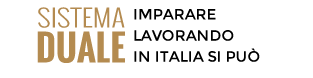 SISTEMA
DUALE
IMPARARE
LAVORANDO
IN ITALIA SI PUÒ